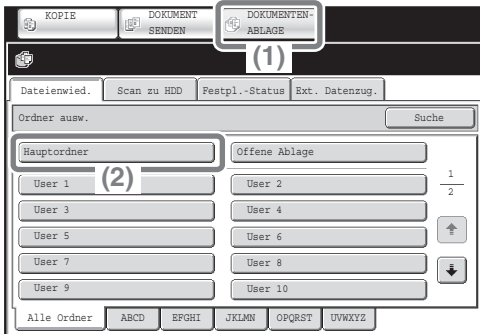 KOPIE
DOKUMENT
SENDEN
DOKUMENTEN-
ABLAGE
(1)
Dateienwied.
Scan zu HDD
Festpl.-Status
Ext. Datenzug.
Ordner ausw.
Suche
Hauptordner
Offene Ablage
(2)
User 1
User 2
1
2
User 3
User 4
User 5
User 6
User 7
User 8
User 9
User 10
Alle Ordner
ABCD
EFGHI
JKLMN
OPQRST
UVWXYZ